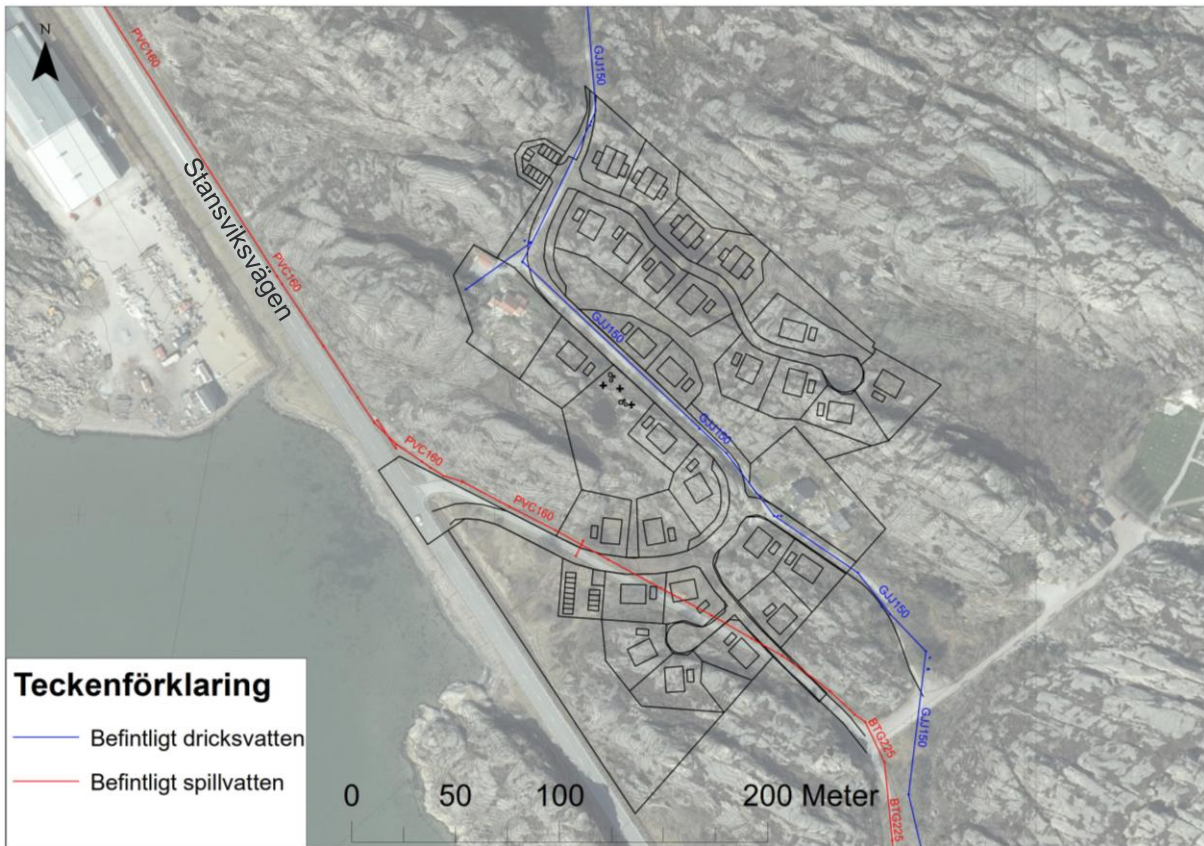 N
PVC160
GJJ150
Stansviksvägen
PVC160
GJJ150
GJJ150
PVC160
PVC160
GJJ150
GJJ150
BTG225
BTG225
Teckenförklaring
Befintligt dricksvatten
Befintligt spillvatten
0 50 100 200 Meter